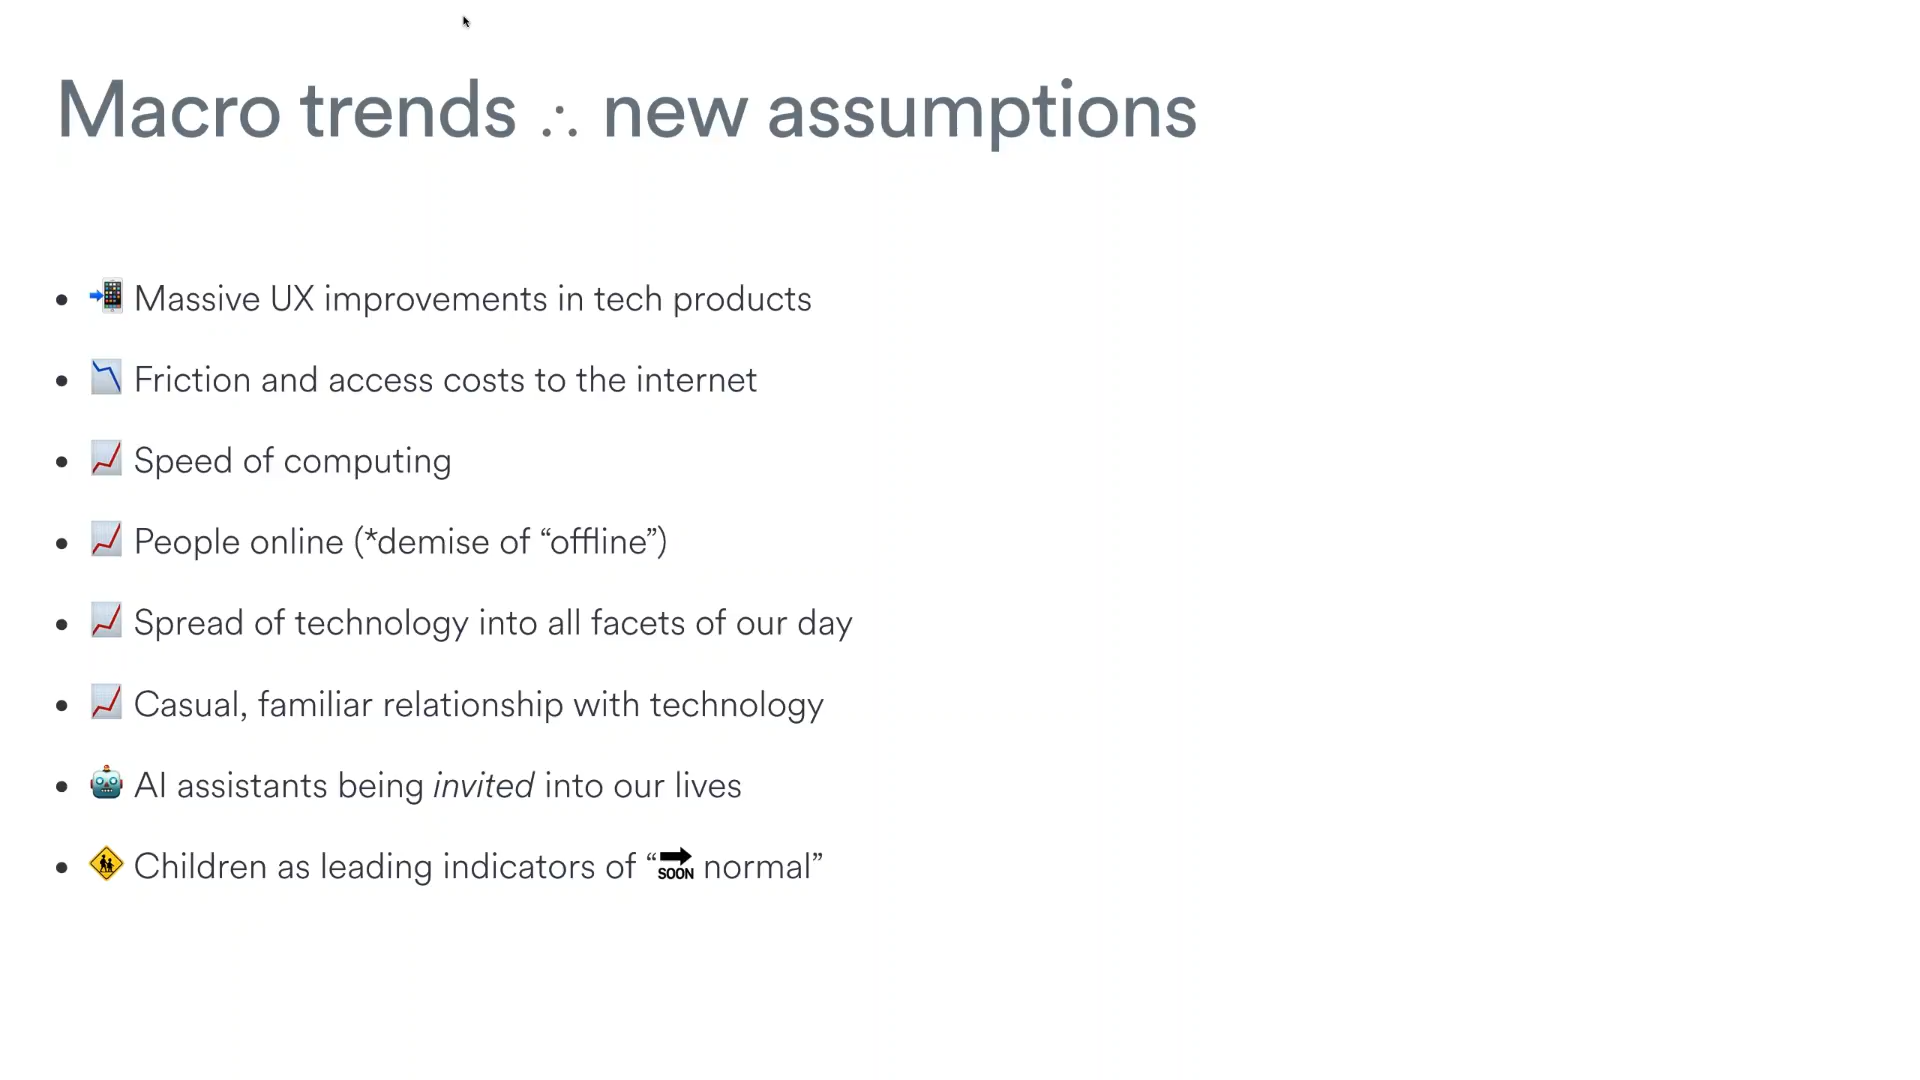 Macro trends ∴ new assumptions
• 📲 Massive UX improvements in tech products
• 📉 Friction and access costs to the internet
• 📈 Speed of computing
• 📈 People online (*demise of “offline”)
• 📈 Spread of technology into all facets of our day
• 📈 Casual, familiar relationship with technology
• 🤖 AI assistants being invited into our lives
• 🚸 Children as leading indicators of “🔜 normal”